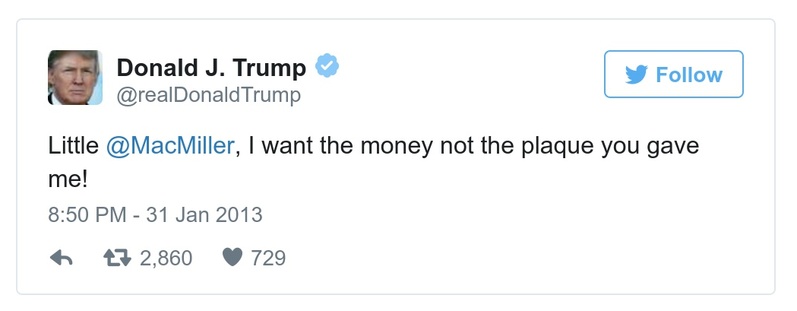 Donald J. Trump
@realDonaldTrump
Follow
Little @MacMiller, I want the money not the plaque you gave
me!
8:50 PM - 31 Jan 2013
2,860 729